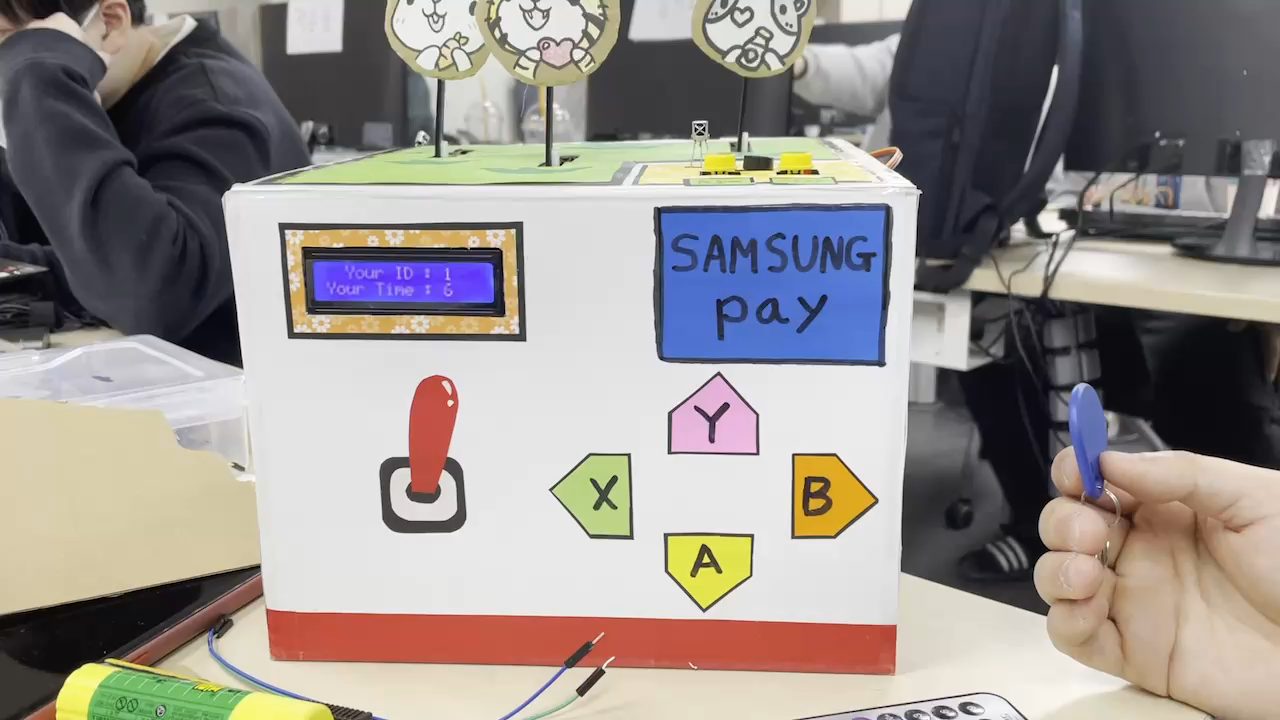 Your ID : 1
Your Time : 6
SAMSUNG
pay
Y
X
B
A